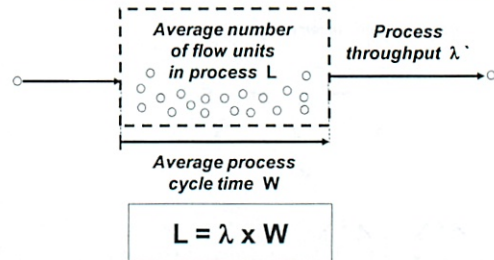 Average number
of flow units
in process L
Process
throughput λ`
Average process
cycle time W
L = λ x W